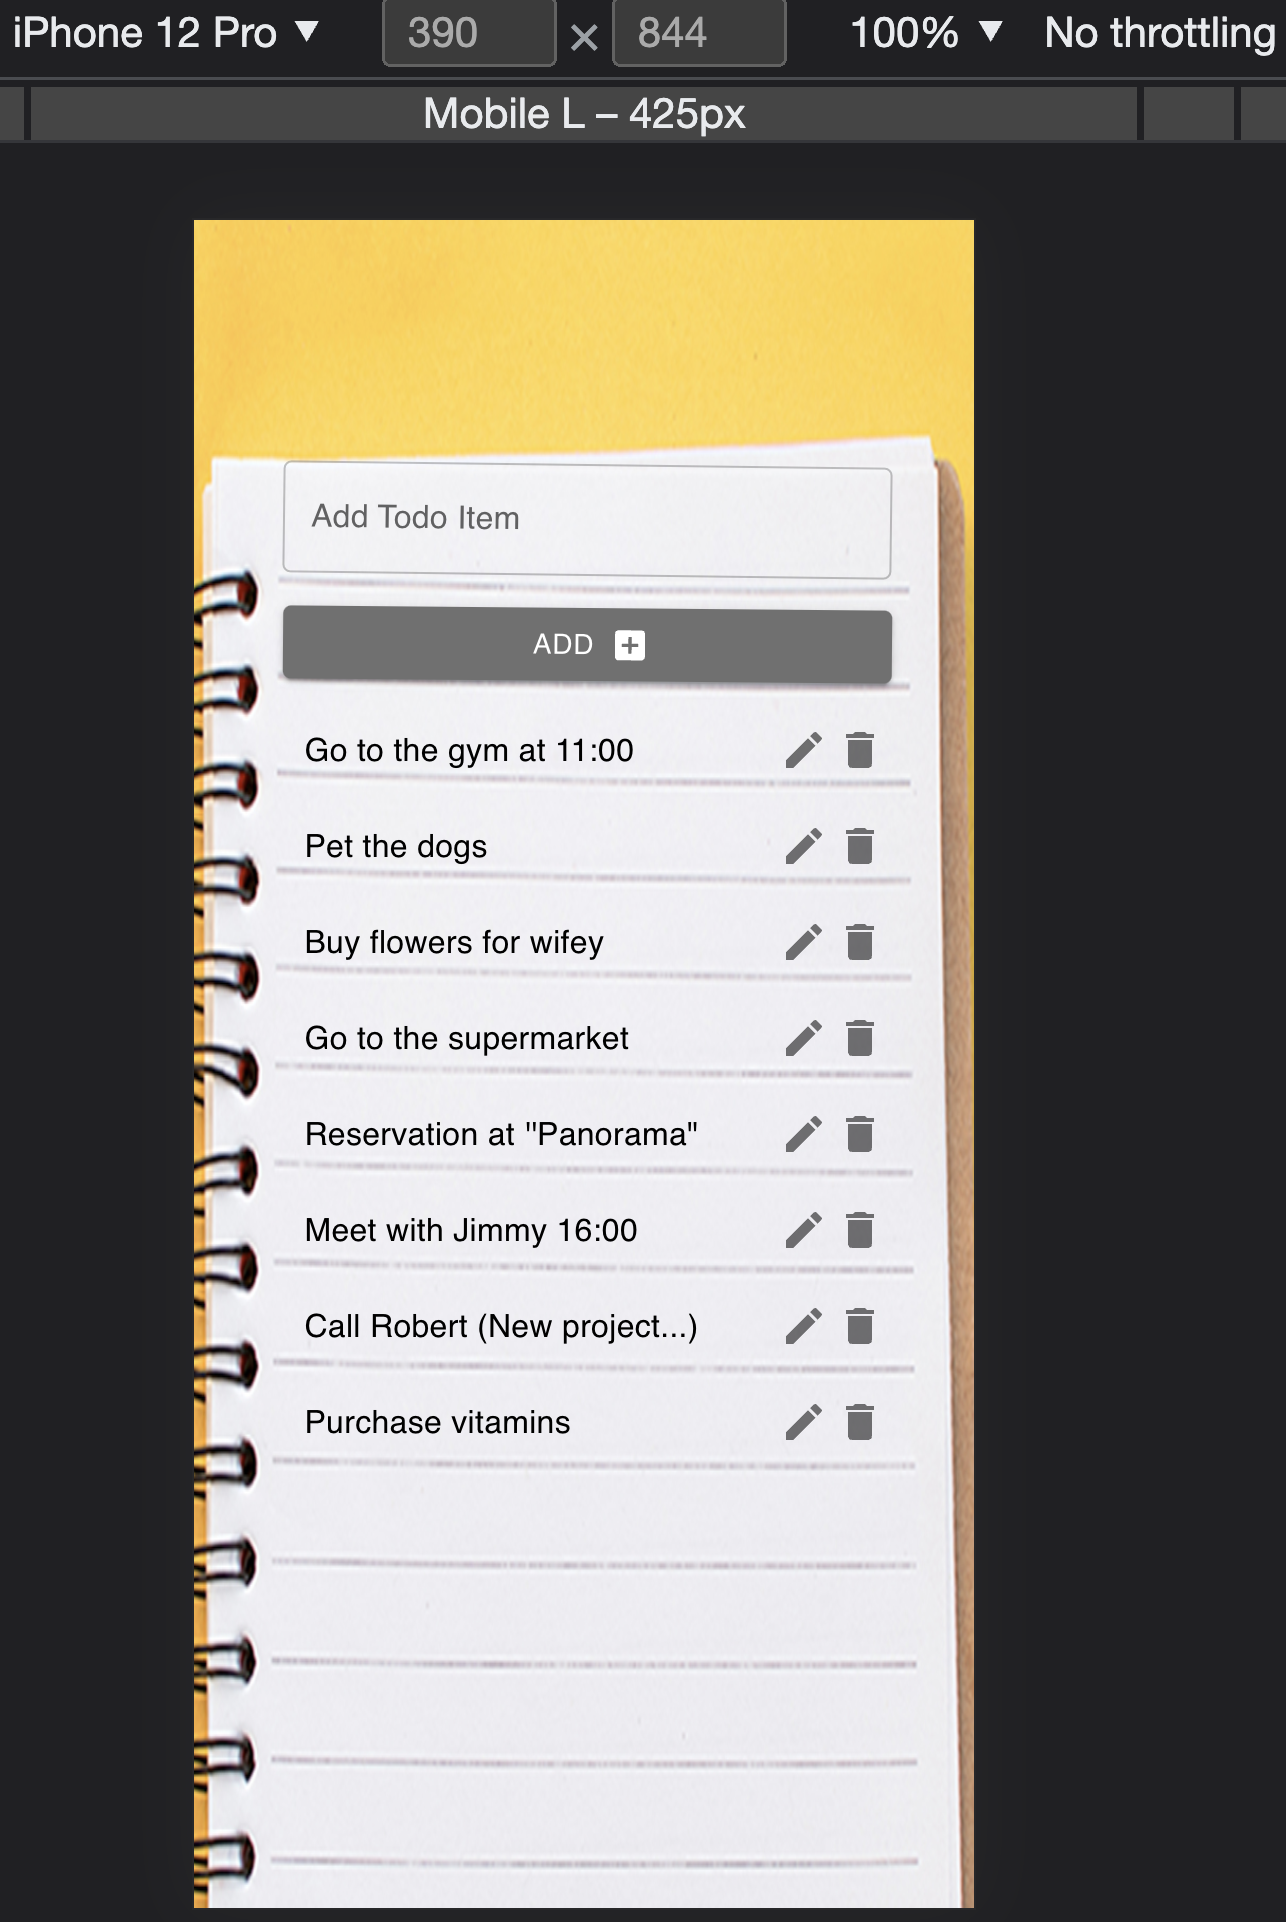 iPhone 12 Pro ▼ 390 × 844 100% ▼ No throttling
Mobile L – 425px
Add Todo Item
ADD
Go to the gym at 11:00
Pet the dogs
Buy flowers for wifey
Go to the supermarket
Reservation at "Panorama"
Meet with Jimmy 16:00
Call Robert (New project...)
Purchase vitamins